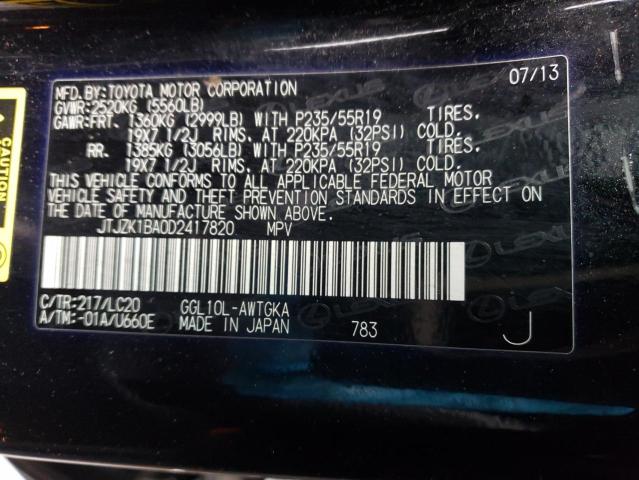 MFD. BY: TOYOTA MOTOR CORPORATION 07/13
GVWR: 2520KG (5560LB)
GAWR: FRT. 1360KG (2999LB) WITH P235/55R19 TIRES.
19X7 1/2J RIMS. AT 220KPA (32PSI) COLD.
RR. 1385KG (3056LB) WITH P235/55R19 TIRES.
19X7 1/2J RIMS. AT 220KPA (32PSI) COLD.
THIS VEHICLE CONFORMS TO ALL APPLICABLE FEDERAL MOTOR
VEHICLE SAFETY AND THEFT PREVENTION STANDARDS IN EFFECT ON
THE DATE OF MANUFACTURE SHOWN ABOVE.
JTJZK1BA0D2417820 MPV
C/TR: 217/LC20 GGL10L-AWTGKA
A/TM: -01A/U660E MADE IN JAPAN 783 J
CAUTION
LEXUS
LEXUS